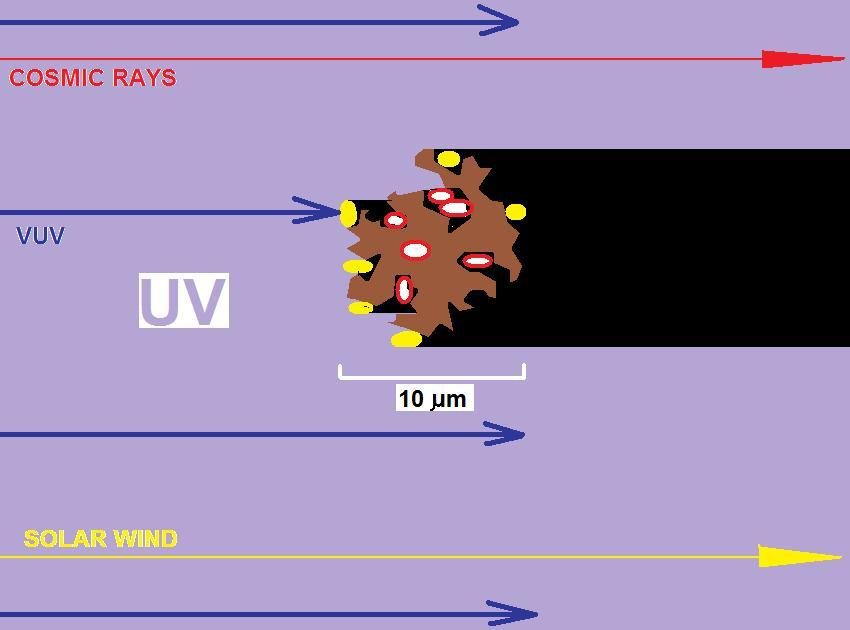 COSMIC RAYS
VUV
UV
10 µm
SOLAR WIND